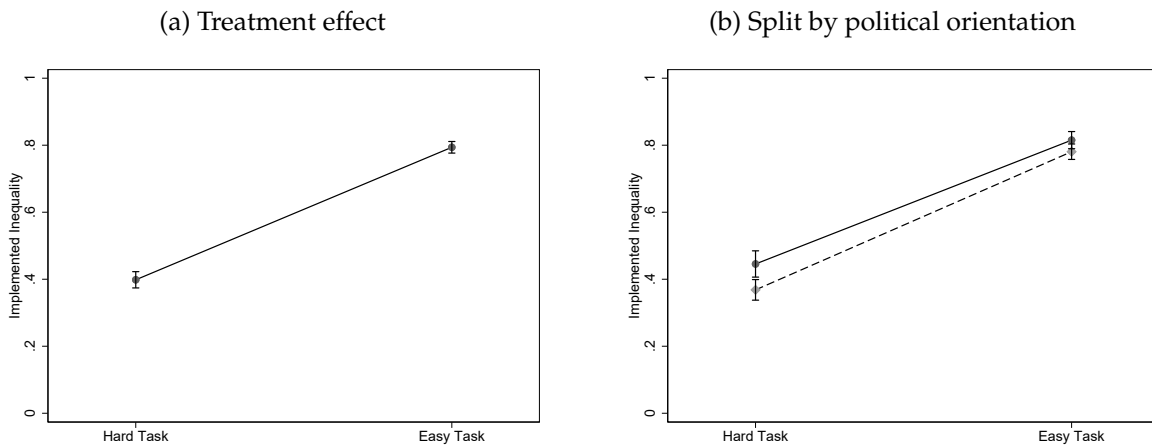 (a) Treatment effect
Implemented Inequality
1
.8
.6
.4
.2
0
Hard Task Easy Task
(b) Split by political orientation
Implemented Inequality
1
.8
.6
.4
.2
0
Hard Task Easy Task